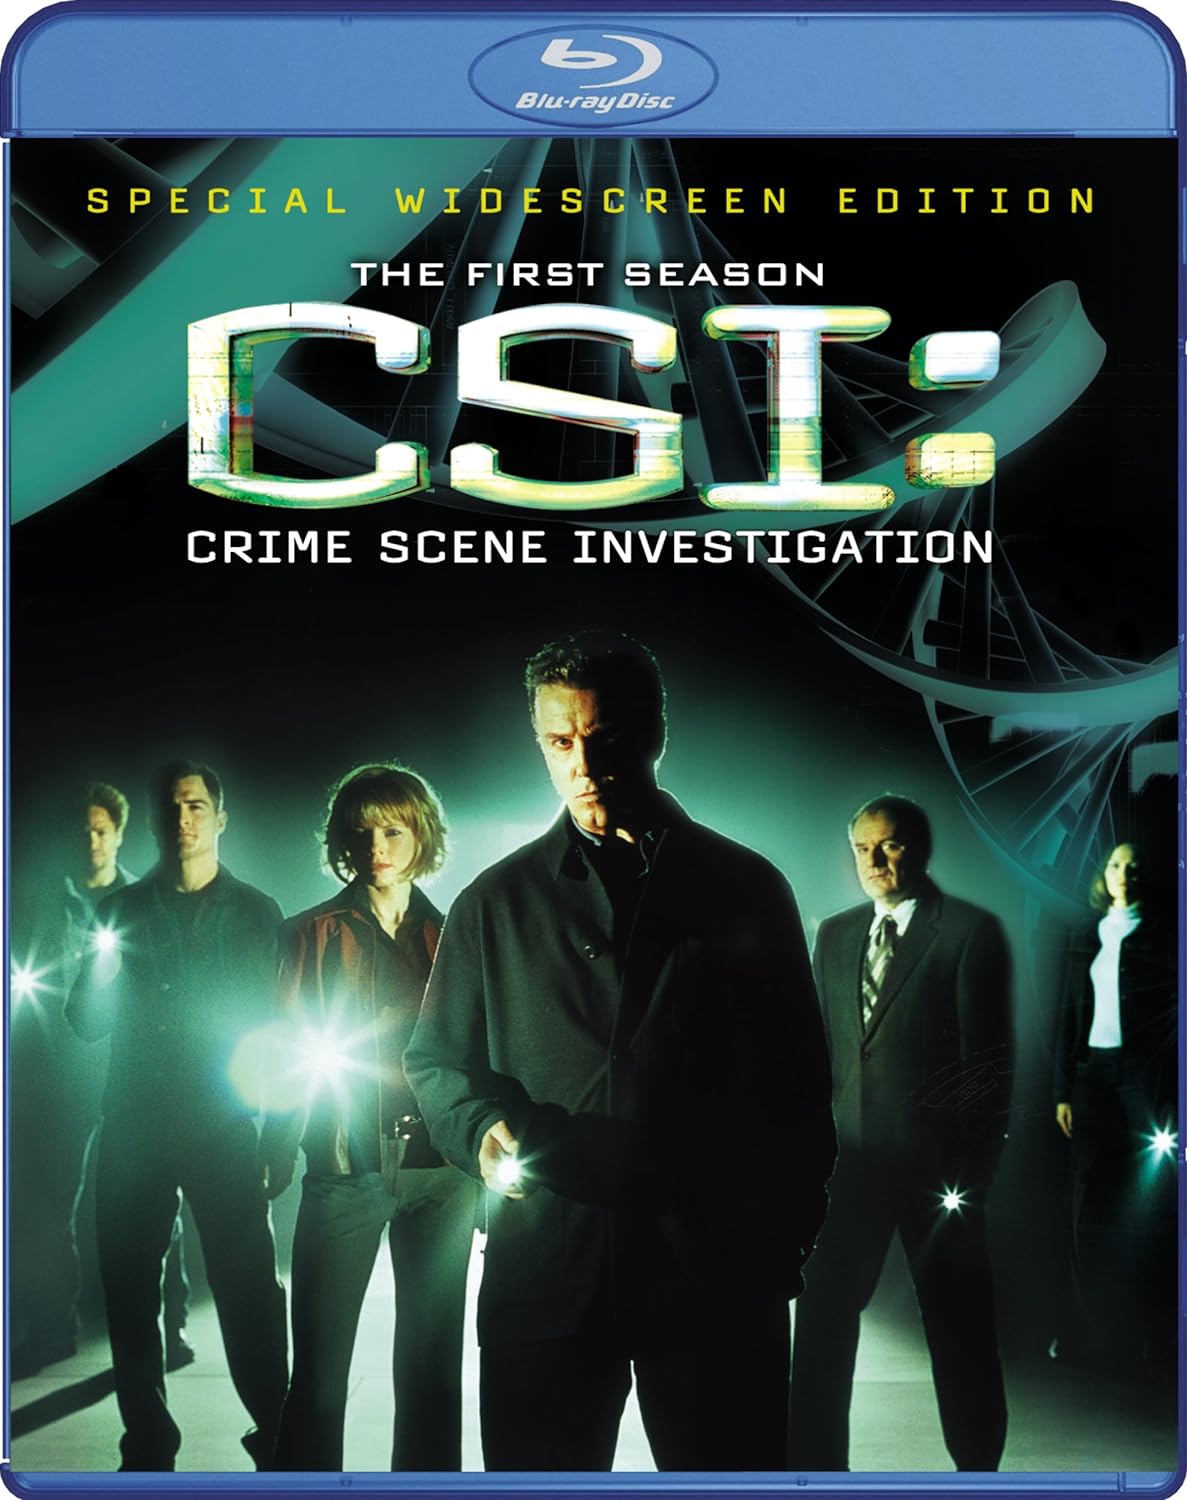 Blu-ray Disc
SPECIAL WIDESCREEN EDITION
THE FIRST SEASON
CSI:
CRIME SCENE INVESTIGATION